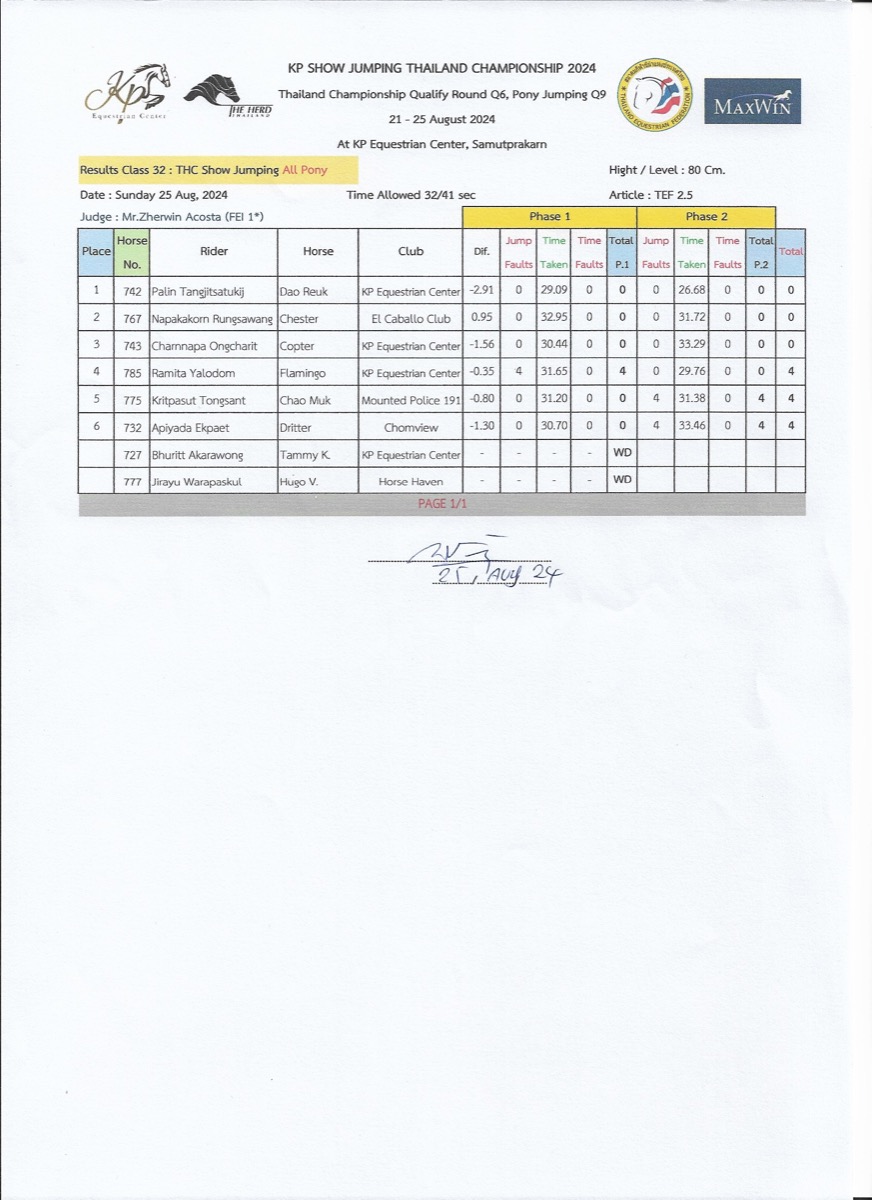 Kp
Equestrian Center
THE HERD
THAILAND
KP SHOW JUMPING THAILAND CHAMPIONSHIP 2024
Thailand Championship Qualify Round Q6, Pony Jumping Q9
21 - 25 August 2024
At KP Equestrian Center, Samutprakarn
THAILAND EQUESTRIAN FEDERATION
MAXWIN
Results Class 32 : THC Show Jumping All Pony Hight / Level : 80 Cm.
Date : Sunday 25 Aug, 2024 Time Allowed 32/41 sec Article : TEF 2.5
Judge : Mr.Zherwin Acosta (FEI 1*) Phase 1 Phase 2
Place Horse No. Rider Horse Club Dif. Jump Faults Time Taken Time Faults Total P.1 Jump Faults Time Taken Time Faults Total P.2 Total
1 742 Palin Tangjitsatukij Dao Reuk KP Equestrian Center -2.91 0 29.09 0 0 0 26.68 0 0 0
2 767 Napakakorn Rungsawang Chester El Caballo Club 0.95 0 32.95 0 0 0 31.72 0 0 0
3 743 Charnnapa Ongcharit Copter KP Equestrian Center -1.56 0 30.44 0 0 0 33.29 0 0 0
4 785 Ramita Yalodom Flamingo KP Equestrian Center -0.35 4 31.65 0 4 0 29.76 0 0 4
5 775 Kritpasut Tongsant Chao Muk Mounted Police 191 -0.80 0 31.20 0 0 4 31.38 0 4 4
6 732 Apiyada Ekpaet Dritter Chomview -1.30 0 30.70 0 0 4 33.46 0 4 4
727 Bhuritt Akarawong Tammy K. KP Equestrian Center - - - - WD
777 Jirayu Warapaskul Hugo V. Horse Haven - - - - WD
PAGE 1/1
25, Aug 24